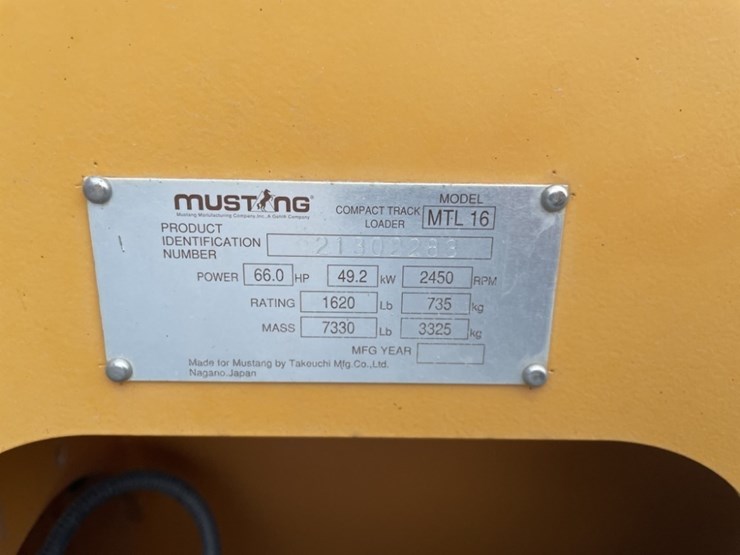 MUSTANG®
Mustang Manufacturing Company, Inc. A Gehl® Company
MODEL
COMPACT TRACK LOADER MTL 16
PRODUCT
IDENTIFICATION
NUMBER 21302283
POWER 66.0 HP 49.2 kW 2450 RPM
RATING 1620 Lb 735 kg
MASS 7330 Lb 3325 kg
MFG YEAR
Made for Mustang by Takeuchi Mfg.Co.,Ltd.
Nagano.Japan